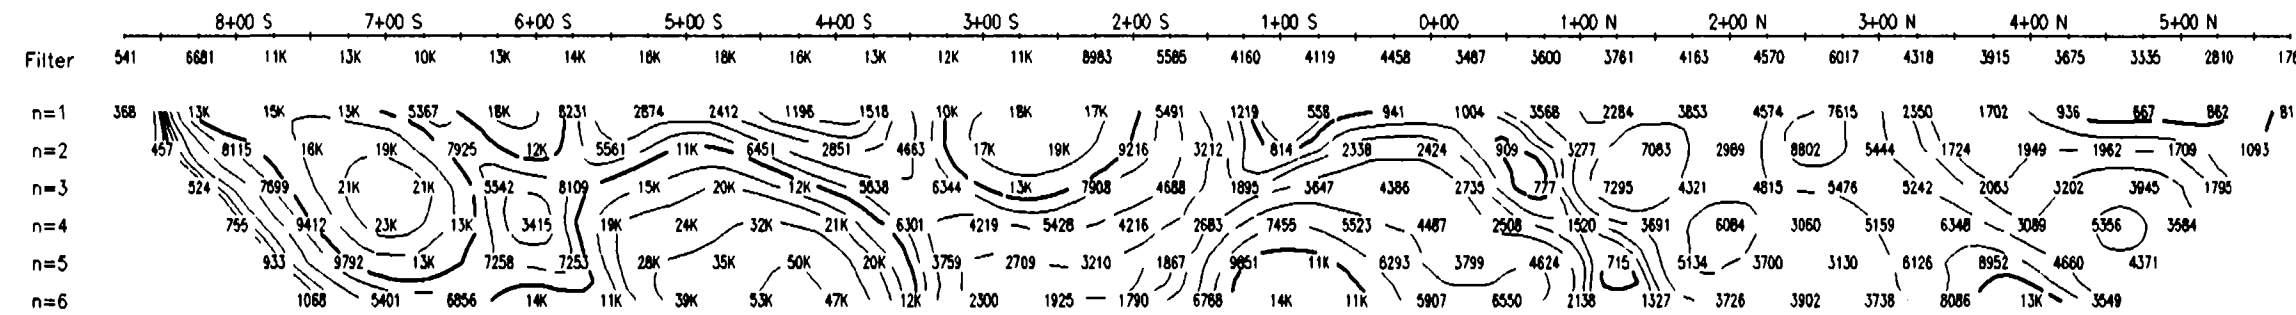 8+00 S 7+00 S 6+00 S 5+00 S 4+00 S 3+00 S 2+00 S 1+00 S 0+00 1+00 N 2+00 N 3+00 N 4+00 N 5+00 N
Filter 541 6681 11K 13K 10K 13K 14K 16K 18K 16K 13K 12K 11K 8983 5585 4160 4119 4458 3487 3600 3761 4163 4570 6017 4318 3915 3675 3335 2810 176
n=1 368 13K 15K 13K 5367 18K 8231 2874 2412 1196 1518 10K 18K 17K 5491 1219 558 941 1004 3568 2284 3853 4574 7615 2350 1702 936 667 862 81
n=2 457 8115 16K 19K 7925 12K 5561 11K 6451 2851 4663 17K 19K 9216 3212 814 2338 2424 909 3277 7083 2989 8802 5444 1724 1949 1962 1709 1093
n=3 524 7899 21K 21K 5542 8109 15K 20K 12K 5638 6344 13K 7908 4688 1895 3647 4386 2735 777 7295 4321 4815 5476 5242 2063 3202 3945 1795
n=4 755 9412 23K 13K 3415 19K 24K 32K 21K 6301 4219 5428 4216 2683 7455 5523 4487 2508 1520 3691 6084 3060 5159 6348 3089 5356 3584
n=5 933 9792 13K 7258 7253 28K 35K 50K 20K 3759 2709 3210 1867 9851 11K 6293 3799 4624 715 5134 3700 3130 6126 8952 4660 4371
n=6 1068 5401 6856 14K 11K 39K 53K 47K 12K 2300 1925 1790 6768 14K 11K 5907 6550 2138 1327 3726 3902 3738 8086 13K 3549